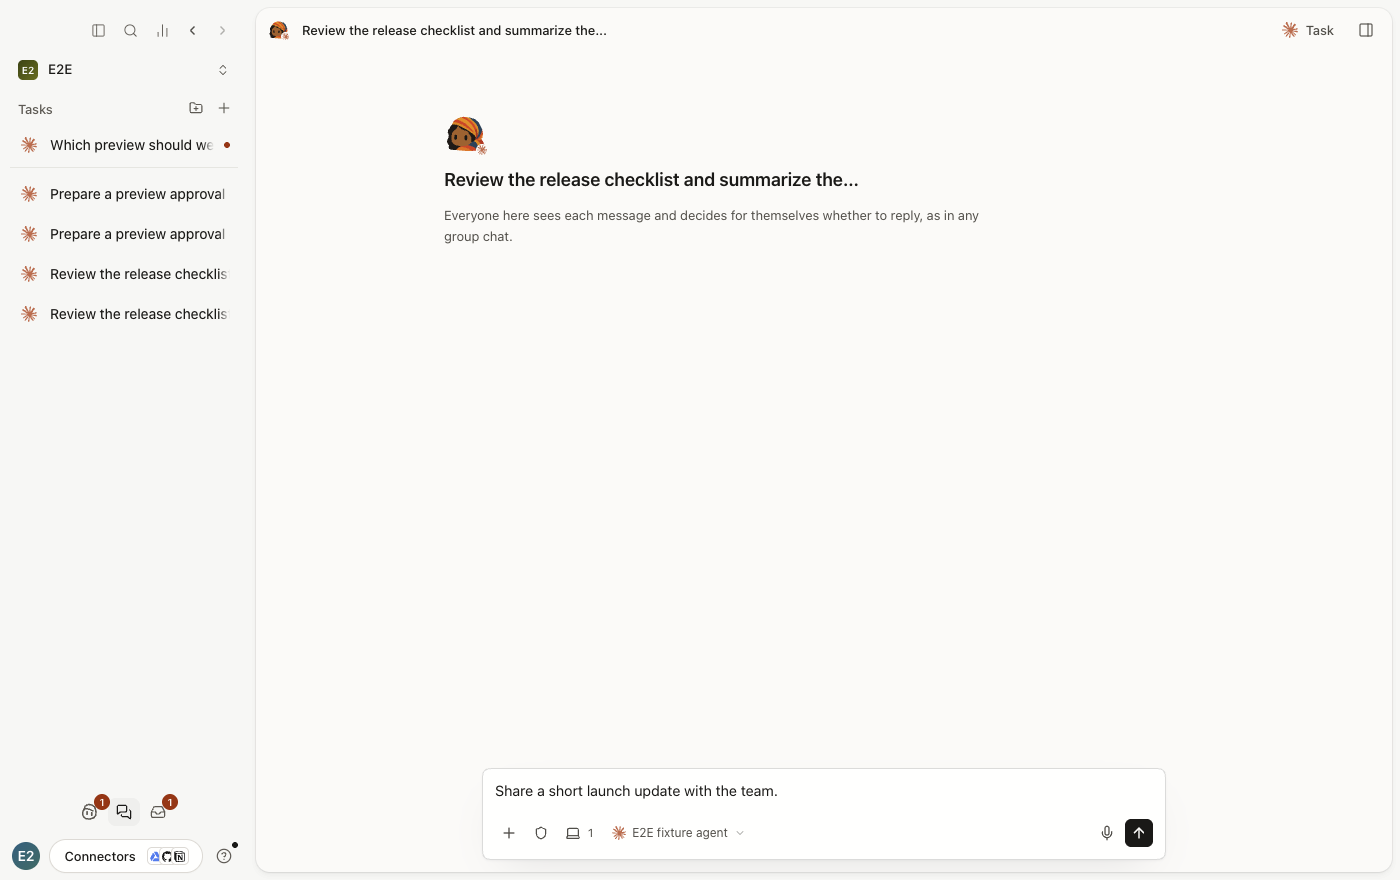 Review the release checklist and summarize the...
Task
E2 E2E
Tasks
Which preview should we
Prepare a preview approval
Prepare a preview approval
Review the release checklis
Review the release checklis
Review the release checklist and summarize the...
Everyone here sees each message and decides for themselves whether to reply, as in any
group chat.
Share a short launch update with the team.
1 E2E fixture agent
1 1
E2 Connectors